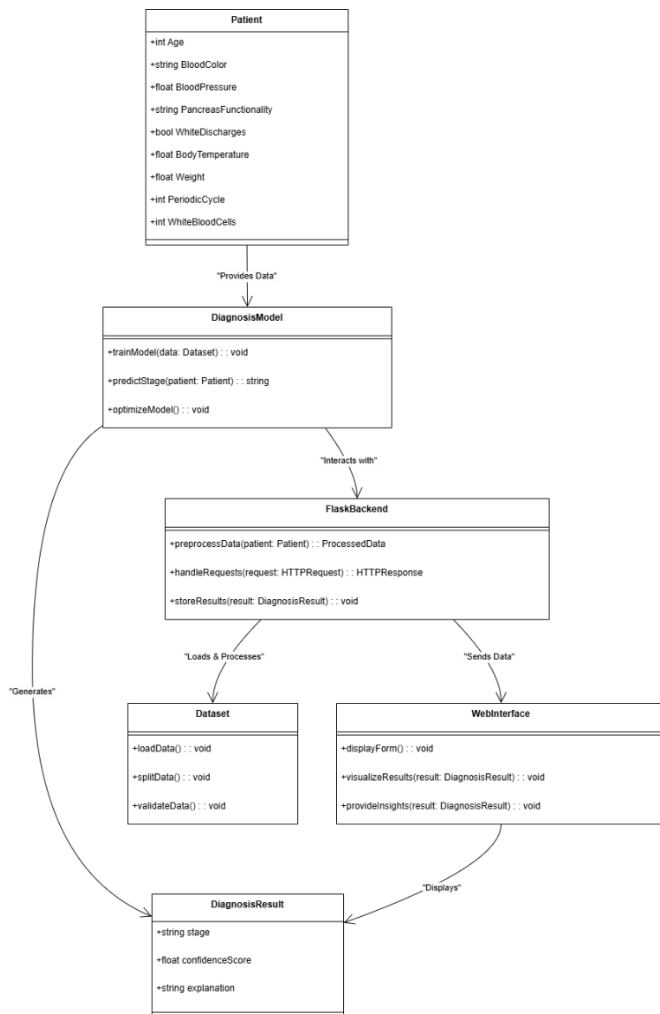 Patient
+int Age
+string BloodColor
+float BloodPressure
+string PancreasFunctionality
+bool WhiteDischarges
+float BodyTemperature
+float Weight
+int PeriodicCycle
+int WhiteBloodCells
"Provides Data"
DiagnosisModel
+trainModel(data: Dataset) : : void
+predictStage(patient: Patient) : : string
+optimizeModel() : : void
"Interacts with"
FlaskBackend
+preprocessData(patient: Patient) : : ProcessedData
+handleRequests(request: HTTPRequest) : : HTTPResponse
+storeResults(result: DiagnosisResult) : : void
"Loads & Processes"
"Sends Data"
"Generates"
Dataset
+loadData() : : void
+splitData() : : void
+validateData() : : void
WebInterface
+displayForm() : : void
+visualizeResults(result: DiagnosisResult) : : void
+provideInsights(result: DiagnosisResult) : : void
"Displays"
DiagnosisResult
+string stage
+float confidenceScore
+string explanation